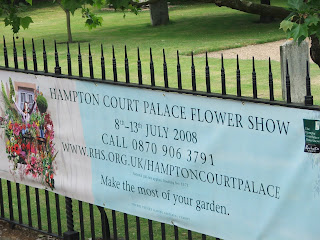 HAMPTON COURT PALACE FLOWER SHOW
8th-13th JULY 2008
CALL 0870 906 3791
WWW.RHS.ORG.UK/HAMPTONCOURTPALACE
Make the most of your garden.